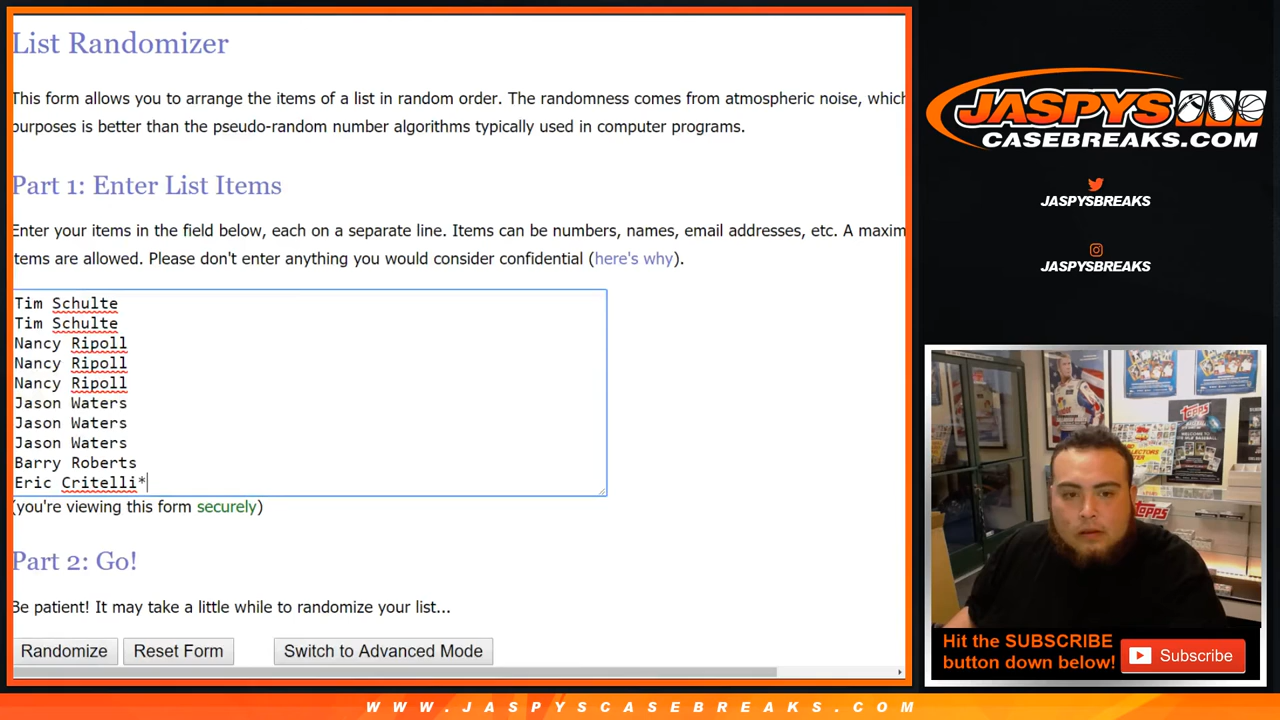 List Randomizer
This form allows you to arrange the items of a list in random order. The randomness comes from atmospheric noise, which
purposes is better than the pseudo-random number algorithms typically used in computer programs.
Part 1: Enter List Items
Enter your items in the field below, each on a separate line. Items can be numbers, names, email addresses, etc. A maxim
items are allowed. Please don't enter anything you would consider confidential (here's why).
Tim Schulte
Tim Schulte
Nancy Ripoll
Nancy Ripoll
Nancy Ripoll
Jason Waters
Jason Waters
Jason Waters
Barry Roberts
Eric Critelli*
(you're viewing this form securely)
Part 2: Go!
Be patient! It may take a little while to randomize your list...
Randomize Reset Form Switch to Advanced Mode
JASPYS
CASEBREAKS.COM
JASPYSBREAKS
JASPYSBREAKS
topps
topps
Hit the SUBSCRIBE
button down below!
Subscribe
WWW.JASPYSCASEBREAKS.COM